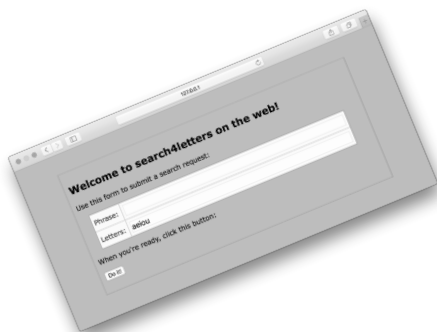 127.0.0.1
Welcome to search4letters on the web!
Use this form to submit a search request:
Phrase:
Letters: aeiou
When you're ready, click this button:
Do it!